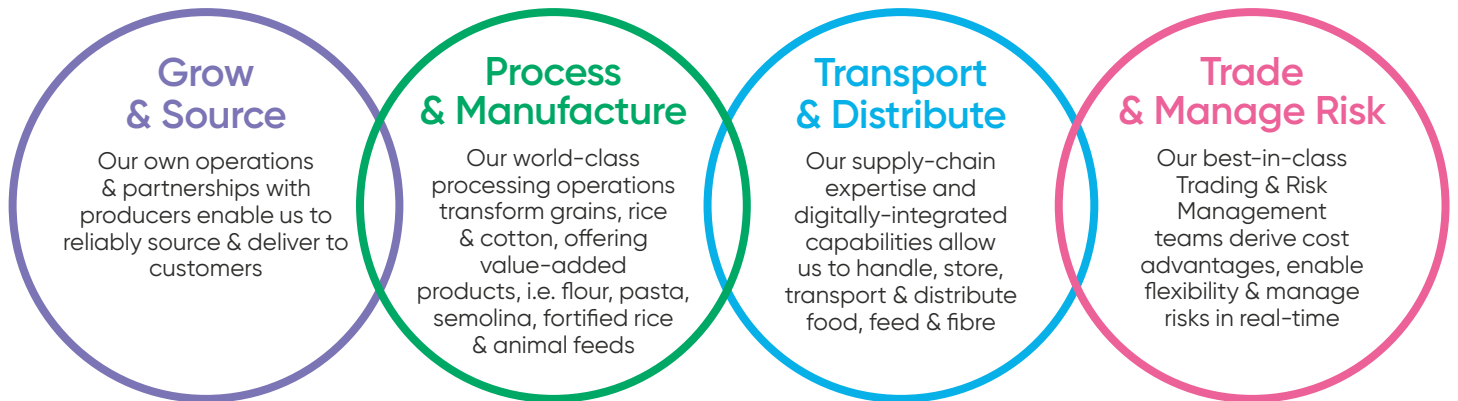 Grow
& Source
Our own operations
& partnerships with
producers enable us to
reliably source & deliver to
customers
Process
& Manufacture
Our world-class
processing operations
transform grains, rice
& cotton, offering
value-added
products, i.e. flour, pasta,
semolina, fortified rice
& animal feeds
Transport
& Distribute
Our supply-chain
expertise and
digitally-integrated
capabilities allow
us to handle, store,
transport & distribute
food, feed & fibre
Trade
& Manage Risk
Our best-in-class
Trading & Risk
Management
teams derive cost
advantages, enable
flexibility & manage
risks in real-time